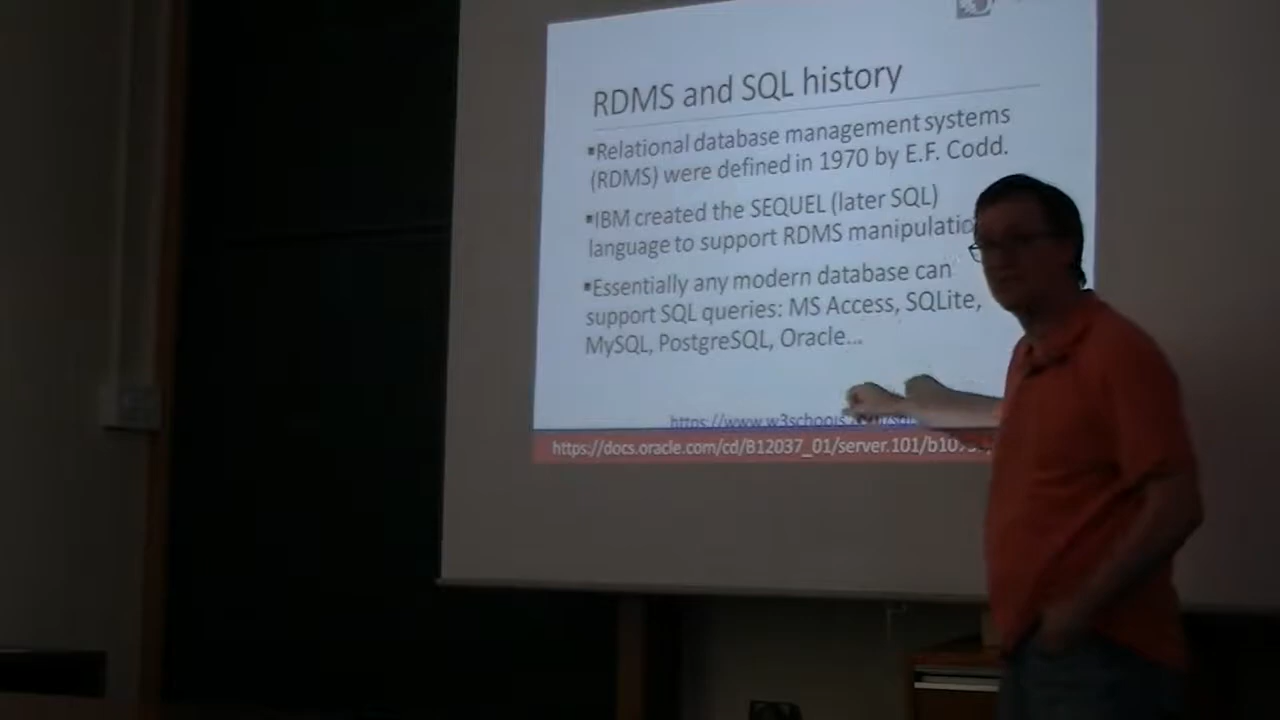 RDMS and SQL history
▪Relational database management systems
(RDMS) were defined in 1970 by E.F. Codd.
▪IBM created the SEQUEL (later SQL)
language to support RDMS
▪Essentially any modern database can
support SQL queries: MS Access, SQLite,
MySQL, PostgreSQL, Oracle...
https://docs.oracle.com/cd/B12037_01/server.101/